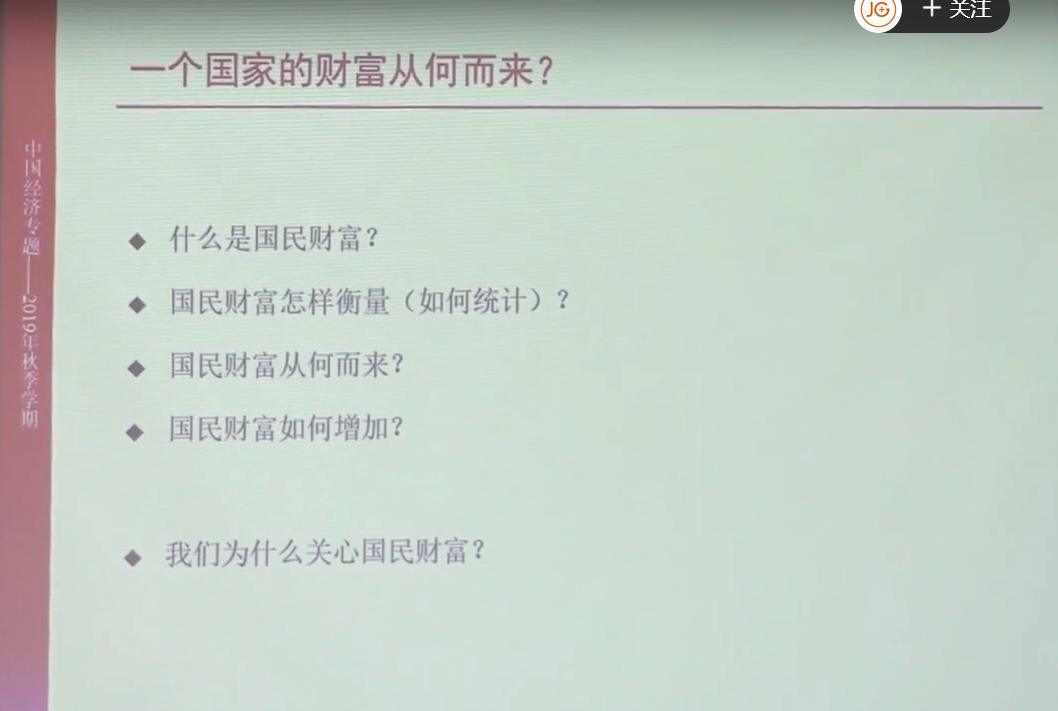 JG + 关注
一个国家的财富从何而来？
中国经济专题——2019年秋季学期
◆ 什么是国民财富？
◆ 国民财富怎样衡量（如何统计）？
◆ 国民财富从何而来？
◆ 国民财富如何增加？
◆ 我们为什么关心国民财富？